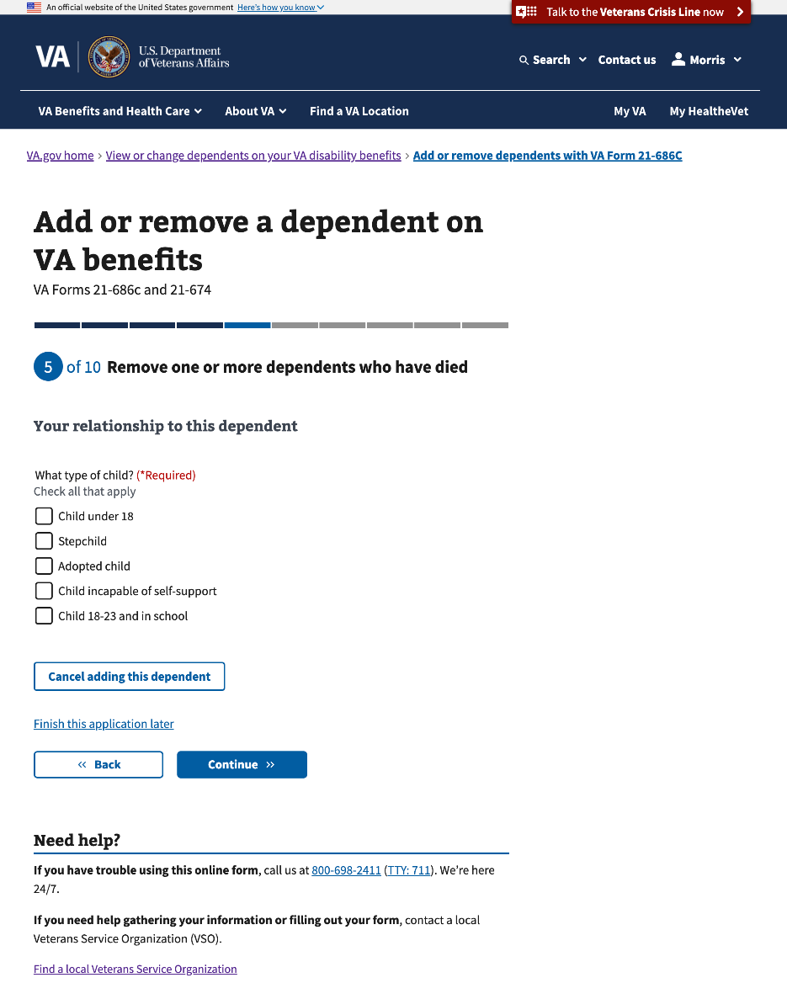 An official website of the United States government Here's how you know
Talk to the Veterans Crisis Line now
VA
U.S. Department
of Veterans Affairs
Search
Contact us
Morris
VA Benefits and Health Care
About VA
Find a VA Location
My VA
My HealtheVet
VA.gov home › View or change dependents on your VA disability benefits › Add or remove dependents with VA Form 21-686C
Add or remove a dependent on
VA benefits
VA Forms 21-686c and 21-674
5 of 10 Remove one or more dependents who have died
Your relationship to this dependent
What type of child? (*Required)
Check all that apply
Child under 18
Stepchild
Adopted child
Child incapable of self-support
Child 18-23 and in school
Cancel adding this dependent
Finish this application later
« Back
Continue »
Need help?
If you have trouble using this online form, call us at 800-698-2411 (TTY: 711). We're here
24/7.
If you need help gathering your information or filling out your form, contact a local
Veterans Service Organization (VSO).
Find a local Veterans Service Organization